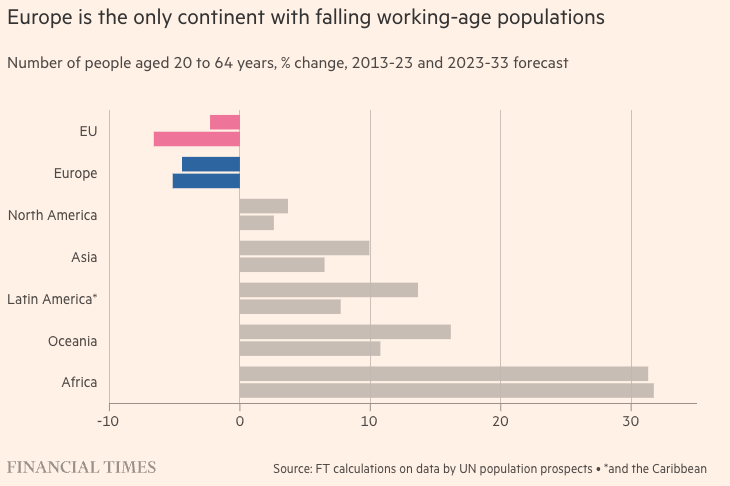 Europe is the only continent with falling working-age populations
Number of people aged 20 to 64 years, % change, 2013-23 and 2023-33 forecast
EU
Europe
North America
Asia
Latin America*
Oceania
Africa
-10 0 10 20 30
FINANCIAL TIMES
Source: FT calculations on data by UN population prospects • *and the Caribbean